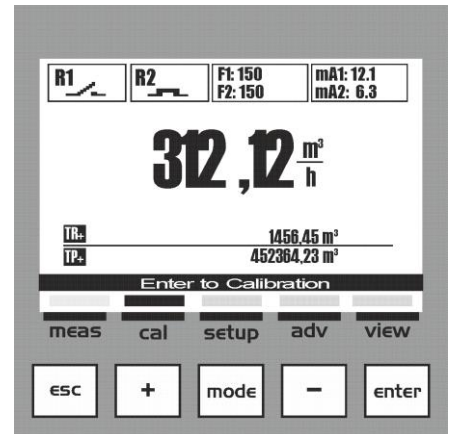 R1 R2 F1: 150 mA1: 12.1
F2: 150 mA2: 6.3
312,12 m³
h
TR+ 1456,45 m³
TP+ 452364,23 m³
Enter to Calibration
meas cal setup adv view
esc + mode - enter